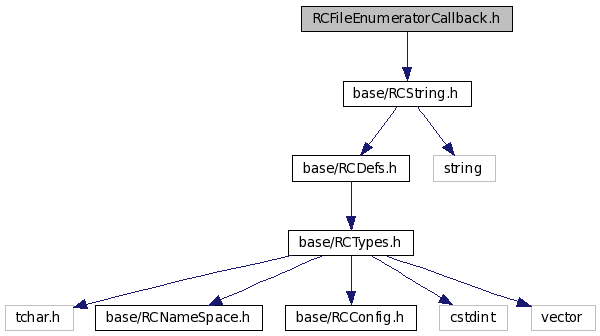 RCFileEnumeratorCallback.h
base/RCString.h
base/RCDefs.h
string
base/RCTypes.h
tchar.h
base/RCNameSpace.h
base/RCConfig.h
cstdint
vector